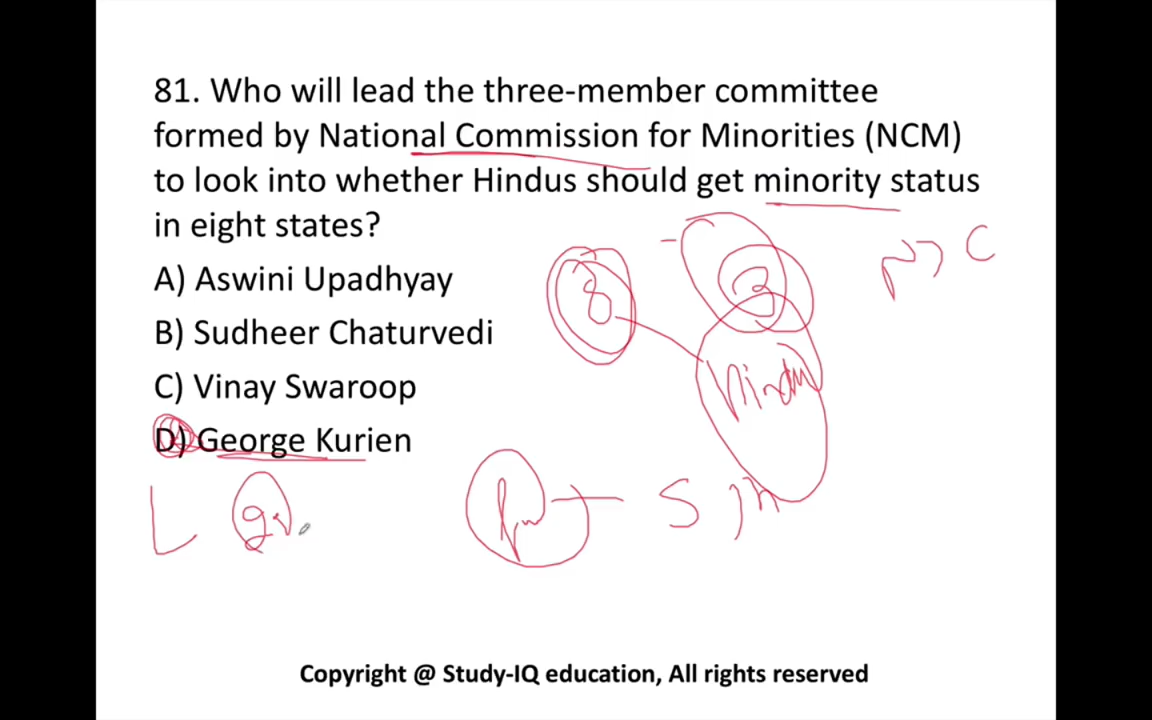 81. Who will lead the three-member committee
formed by National Commission for Minorities (NCM)
to look into whether Hindus should get minority status
in eight states?
A) Aswini Upadhyay
B) Sudheer Chaturvedi
C) Vinay Swaroop
D) George Kurien
8
3
Hindu
Copyright @ Study-IQ education, All rights reserved